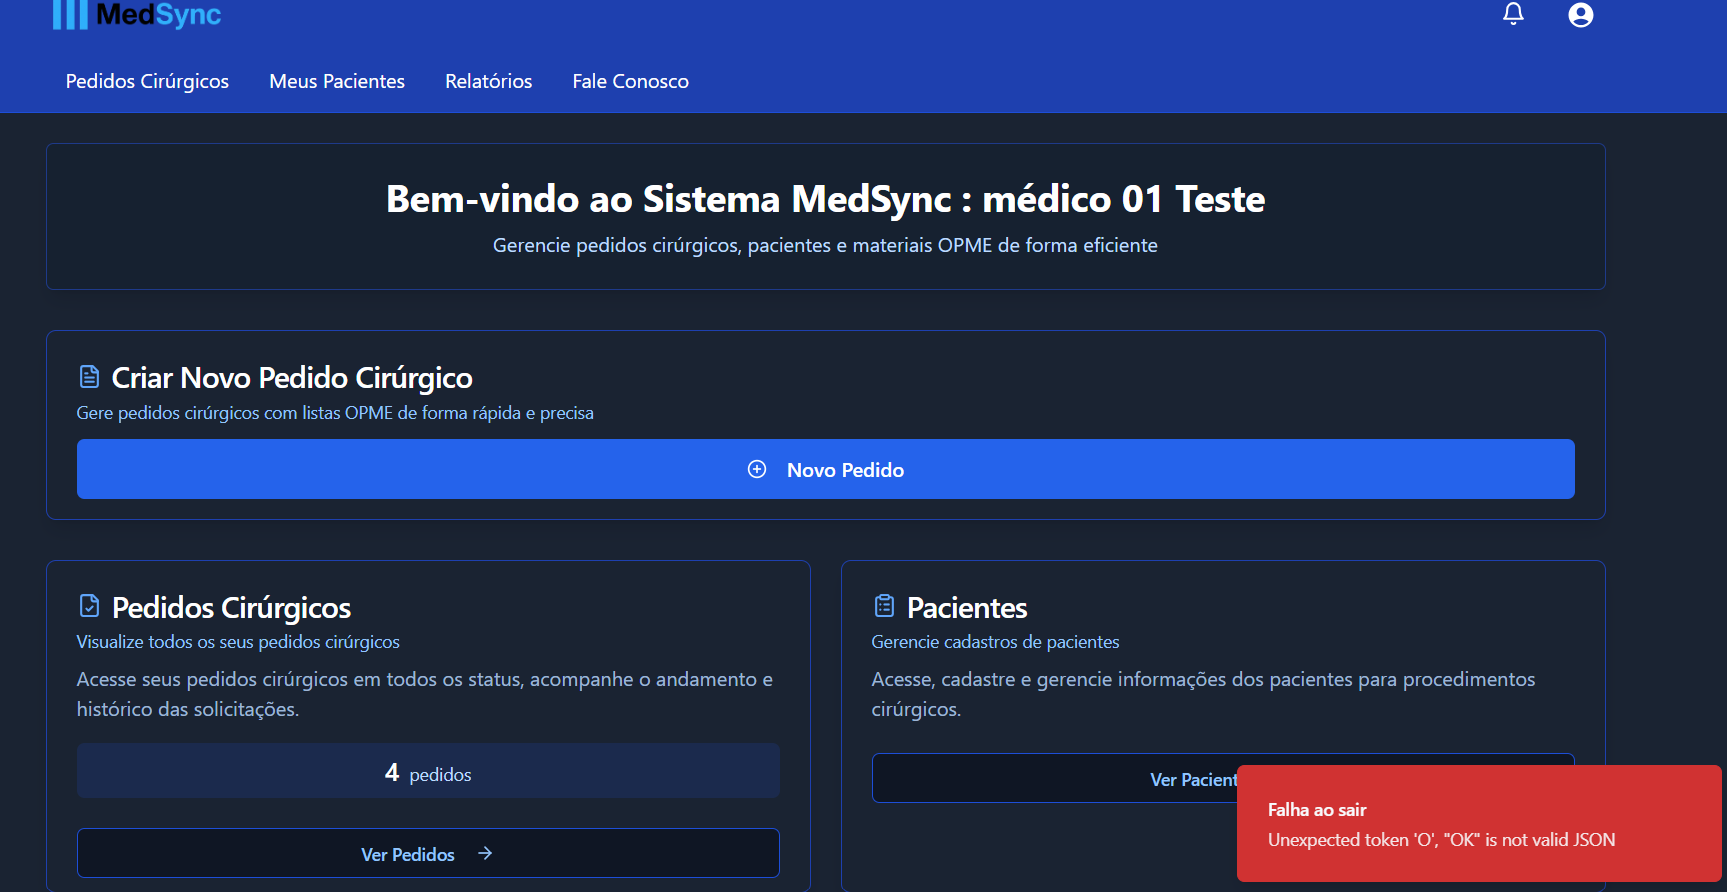 MedSync
Pedidos Cirúrgicos
Meus Pacientes
Relatórios
Fale Conosco
Bem-vindo ao Sistema MedSync : médico 01 Teste
Gerencie pedidos cirúrgicos, pacientes e materiais OPME de forma eficiente
Criar Novo Pedido Cirúrgico
Gere pedidos cirúrgicos com listas OPME de forma rápida e precisa
Novo Pedido
Pedidos Cirúrgicos
Visualize todos os seus pedidos cirúrgicos
Acesse seus pedidos cirúrgicos em todos os status, acompanhe o andamento e
histórico das solicitações.
4 pedidos
Ver Pedidos
Pacientes
Gerencie cadastros de pacientes
Acesse, cadastre e gerencie informações dos pacientes para procedimentos
cirúrgicos.
Ver Pacient
Falha ao sair
Unexpected token 'O', "OK" is not valid JSON